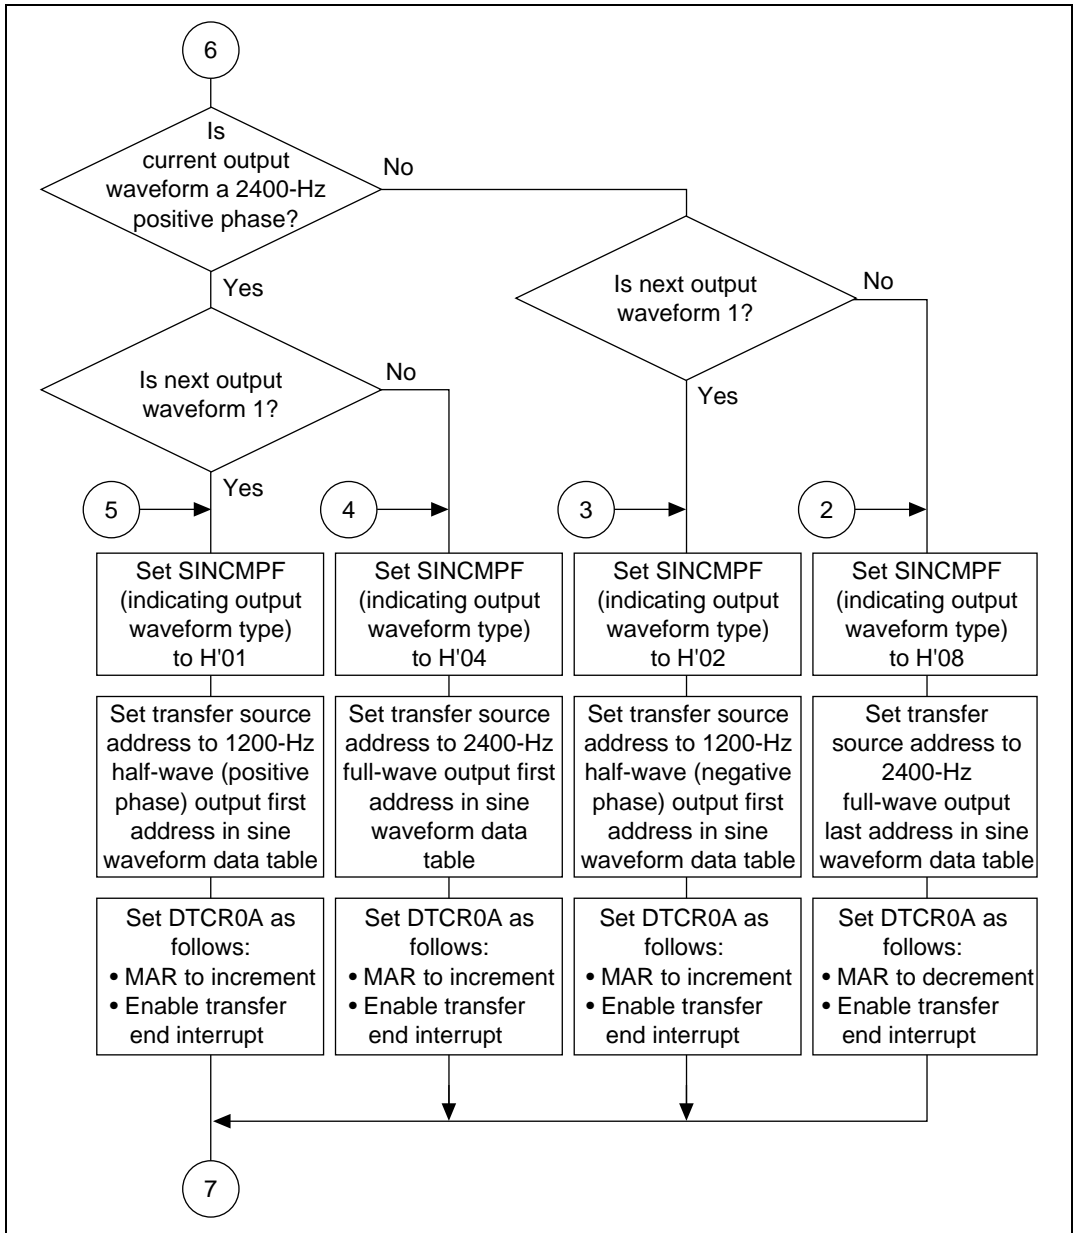 6
Is
current output
waveform a 2400-Hz
positive phase?
No
Yes
Is next output
waveform 1?
No
Yes
Is next output
waveform 1?
No
Yes
5
4
3
2
Set SINCMPF
(indicating output
waveform type)
to H'01
Set SINCMPF
(indicating output
waveform type)
to H'04
Set SINCMPF
(indicating output
waveform type)
to H'02
Set SINCMPF
(indicating output
waveform type)
to H'08
Set transfer source
address to 1200-Hz
half-wave (positive
phase) output first
address in sine
waveform data table
Set transfer source
address to 2400-Hz
full-wave output first
address in sine
waveform data
table
Set transfer source
address to 1200-Hz
half-wave (negative
phase) output first
address in sine
waveform data table
Set transfer
source address to
2400-Hz
full-wave output
last address in sine
waveform data table
Set DTCR0A as
follows:
• MAR to increment
• Enable transfer
end interrupt
Set DTCR0A as
follows:
• MAR to increment
• Enable transfer
end interrupt
Set DTCR0A as
follows:
• MAR to increment
• Enable transfer
end interrupt
Set DTCR0A as
follows:
• MAR to decrement
• Enable transfer
end interrupt
7